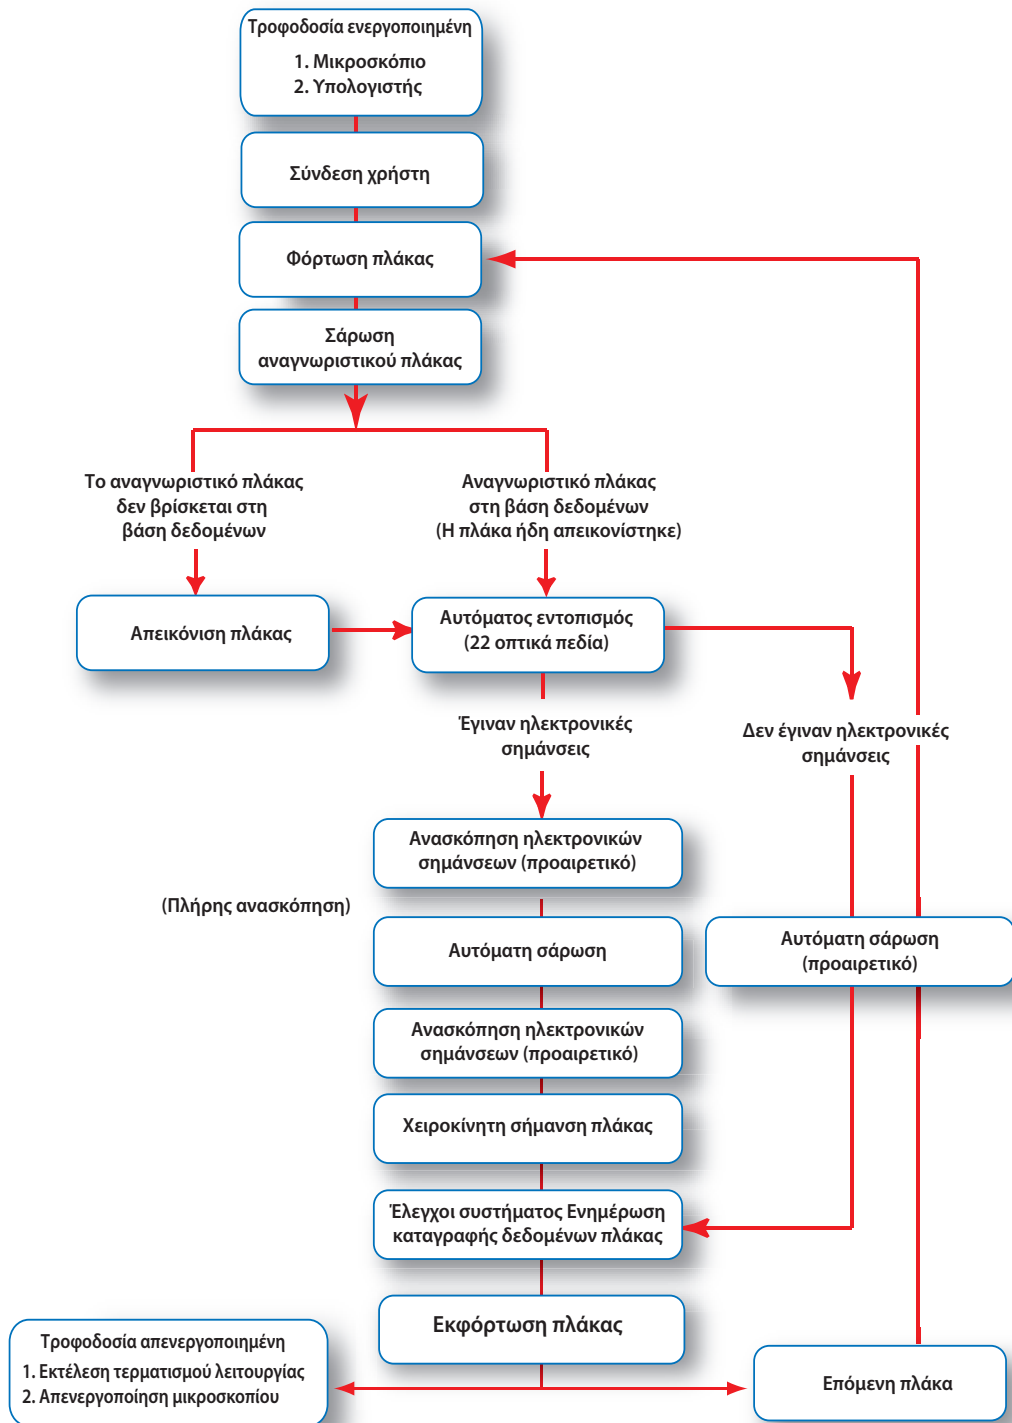 Τροφοδοσία ενεργοποιημένη
1. Μικροσκόπιο
2. Υπολογιστής
Σύνδεση χρήστη
Φόρτωση πλάκας
Σάρωση
αναγνωριστικού πλάκας
Το αναγνωριστικό πλάκας
δεν βρίσκεται στη
βάση δεδομένων
Αναγνωριστικό πλάκας
στη βάση δεδομένων
(Η πλάκα ήδη απεικονίστηκε)
Απεικόνιση πλάκας
Αυτόματος εντοπισμός
(22 οπτικά πεδία)
Έγιναν ηλεκτρονικές
σημάνσεις
Δεν έγιναν ηλεκτρονικές
σημάνσεις
Ανασκόπηση ηλεκτρονικών
σημάνσεων (προαιρετικό)
(Πλήρης ανασκόπηση)
Αυτόματη σάρωση
Αυτόματη σάρωση
(προαιρετικό)
Ανασκόπηση ηλεκτρονικών
σημάνσεων (προαιρετικό)
Χειροκίνητη σήμανση πλάκας
Έλεγχοι συστήματος Ενημέρωση
καταγραφής δεδομένων πλάκας
Εκφόρτωση πλάκας
Τροφοδοσία απενεργοποιημένη
1. Εκτέλεση τερματισμού λειτουργίας
2. Απενεργοποίηση μικροσκοπίου
Επόμενη πλάκα